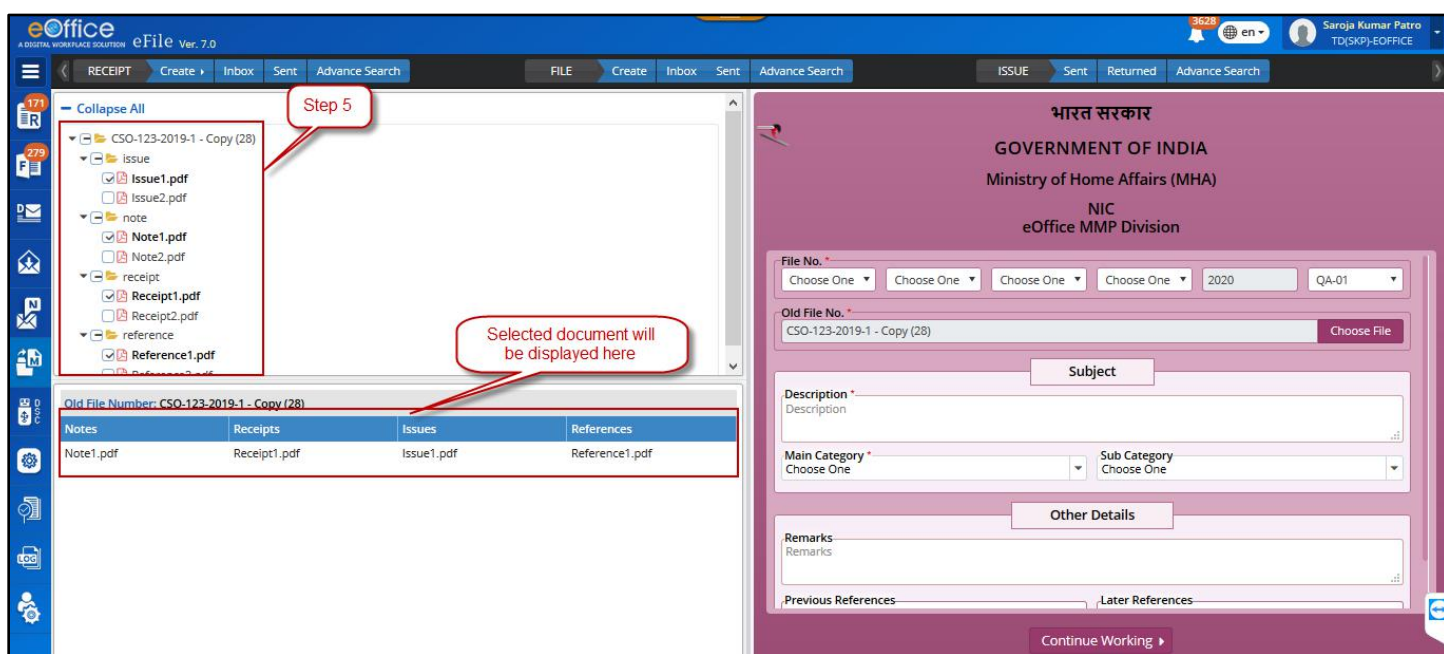 eOffice
A DIGITAL WORKPLACE SOLUTION eFile Ver. 7.0
3628
en
Saroja Kumar Patro
TD(SKP)-EOFFICE
RECEIPT Create Inbox Sent Advance Search FILE Create Inbox Sent Advance Search ISSUE Sent Returned Advance Search
171
R
279
F
D
N
M
DSC
LOG
Collapse All
Step 5
CSO-123-2019-1 - Copy (28)
issue
Issue1.pdf
Issue2.pdf
note
Note1.pdf
Note2.pdf
receipt
Receipt1.pdf
Receipt2.pdf
reference
Reference1.pdf
Selected document will
be displayed here
Old File Number: CSO-123-2019-1 - Copy (28)
Notes Receipts Issues References
Note1.pdf Receipt1.pdf Issue1.pdf Reference1.pdf
भारत सरकार
GOVERNMENT OF INDIA
Ministry of Home Affairs (MHA)
NIC
eOffice MMP Division
File No. *
Choose One Choose One Choose One Choose One 2020 QA-01
Old File No. *
CSO-123-2019-1 - Copy (28) Choose File
Subject
Description *
Description
Main Category * Sub Category
Choose One Choose One
Other Details
Remarks
Remarks
Previous References Later References
Continue Working